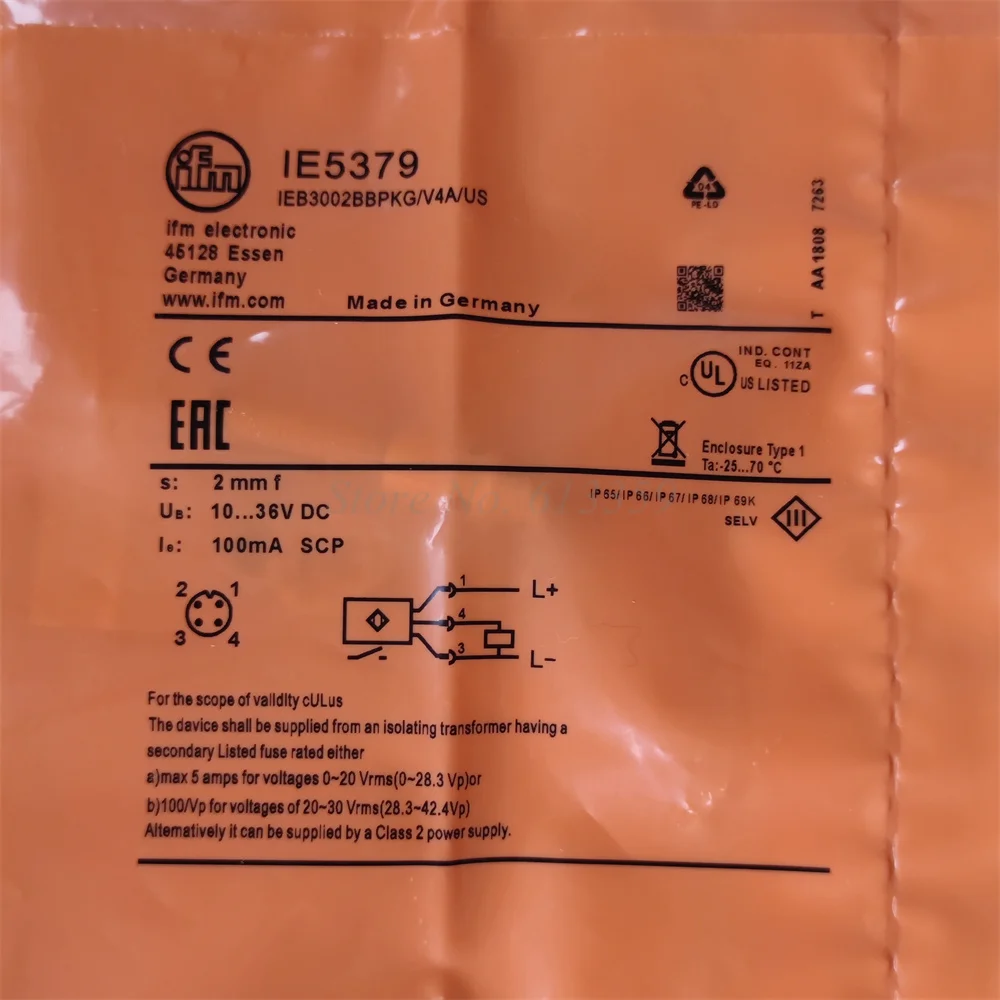 ifm
IE5379
IEB3002BBPKG/V4A/US
ifm electronic
45128 Essen
Germany
www.ifm.com
Made in Germany
04
PE-LD
T AA1808 7263
CE
EAC
c UL US LISTED
IND. CONT
EQ. 11ZA
Enclosure Type 1
Ta:-25...70 °C
s: 2 mm f
UB: 10...36V DC
Ie: 100mA SCP
IP 65/IP 66/IP 67/IP 68/IP 69K
SELV III
2 1
3 4
1 L+
4
3 L-
For the scope of validity cULus
The device shall be supplied from an isolating transformer having a
secondary Listed fuse rated either
a)max 5 amps for voltages 0~20 Vrms(0~28.3 Vp)or
b)100/Vp for voltages of 20~30 Vrms(28.3~42.4Vp)
Alternatively it can be supplied by a Class 2 power supply.